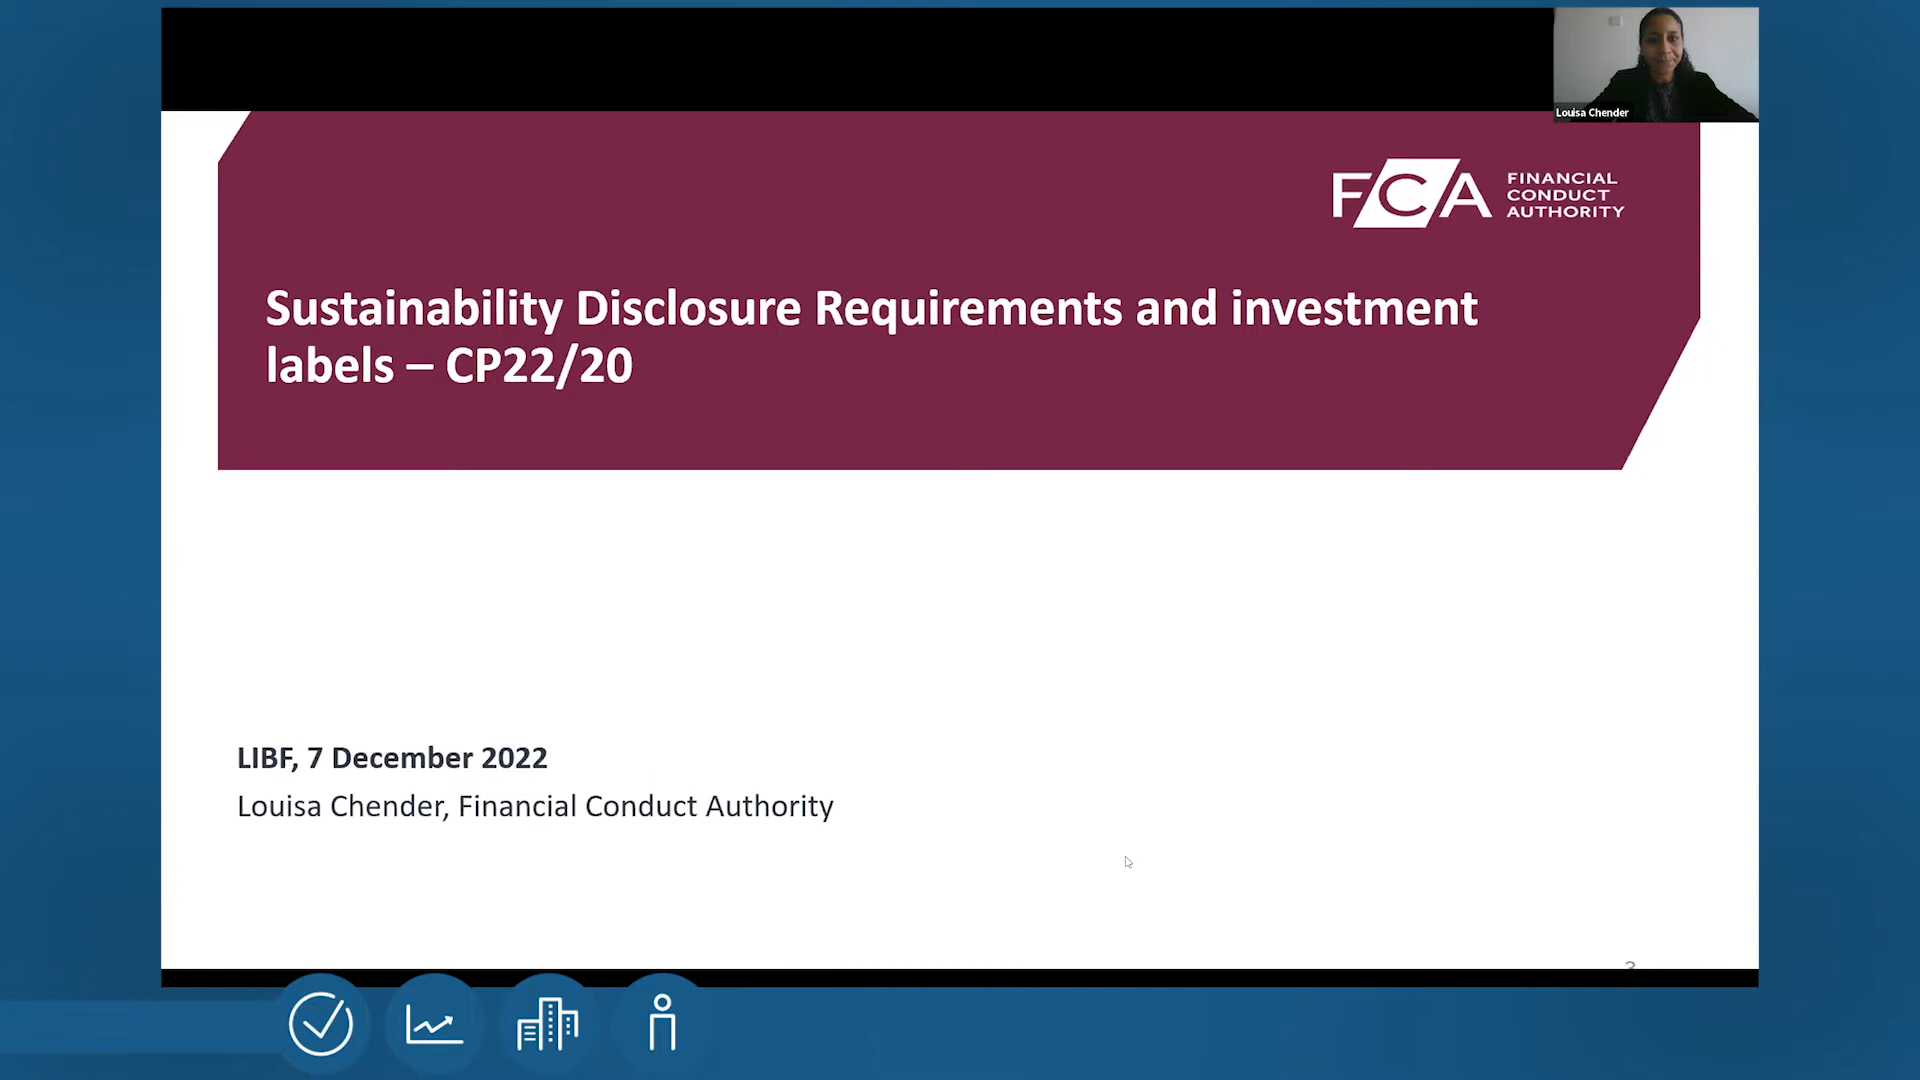 Louisa Chender
FCA
FINANCIAL
CONDUCT
AUTHORITY
Sustainability Disclosure Requirements and investment
labels – CP22/20
LIBF, 7 December 2022
Louisa Chender, Financial Conduct Authority